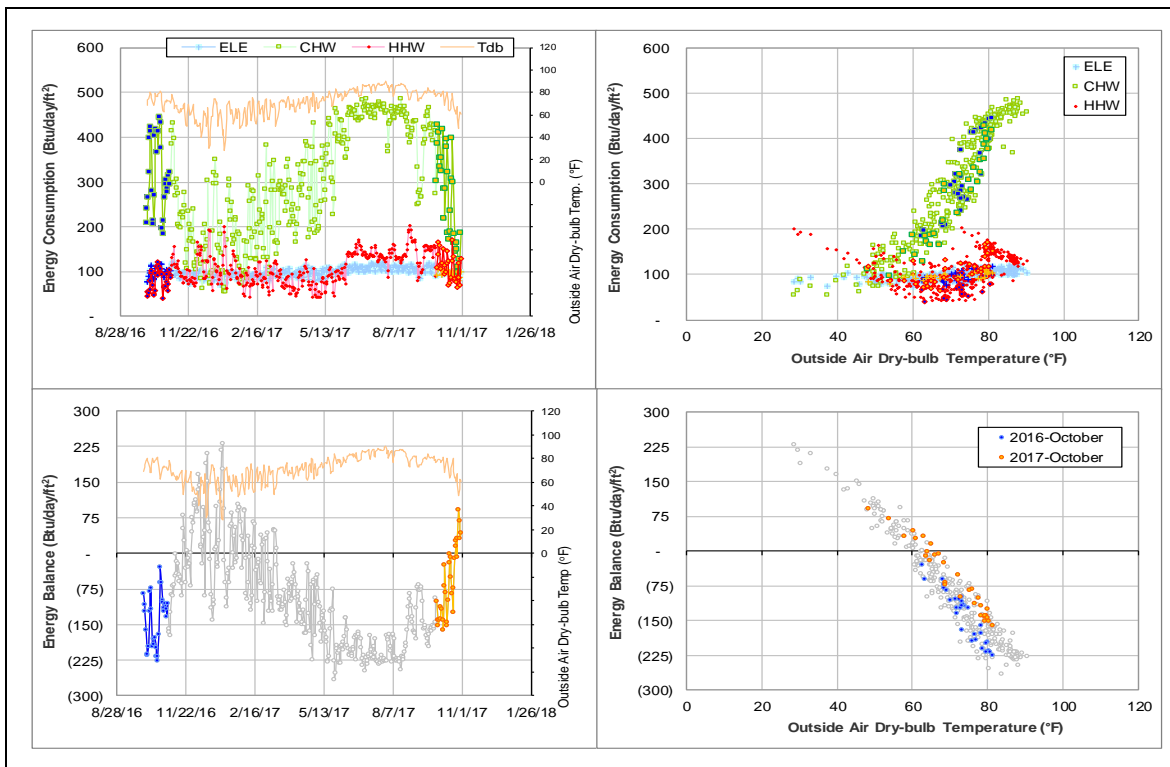 ELE CHW HHW Tdb
Energy Consumption (Btu/day/ft²)
600
500
400
300
200
100
-
120
100
80
60
40
20
0
Outside Air Dry-bulb Temp. (°F)
8/28/16 11/22/16 2/16/17 5/13/17 8/7/17 11/1/17 1/26/18
Energy Consumption (Btu/day/ft²)
600
500
400
300
200
100
-
ELE
CHW
HHW
0 20 40 60 80 100 120
Outside Air Dry-bulb Temperature (°F)
Energy Balance (Btu/day/ft²)
300
225
150
75
-
(75)
(150)
(225)
(300)
120
100
80
60
40
20
0
Outside Air Dry-bulb Temp (°F)
8/28/16 11/22/16 2/16/17 5/13/17 8/7/17 11/1/17 1/26/18
Energy Balance (Btu/day/ft²)
300
225
150
75
-
(75)
(150)
(225)
(300)
2016-October
2017-October
0 20 40 60 80 100 120
Outside Air Dry-bulb Temperature (°F)